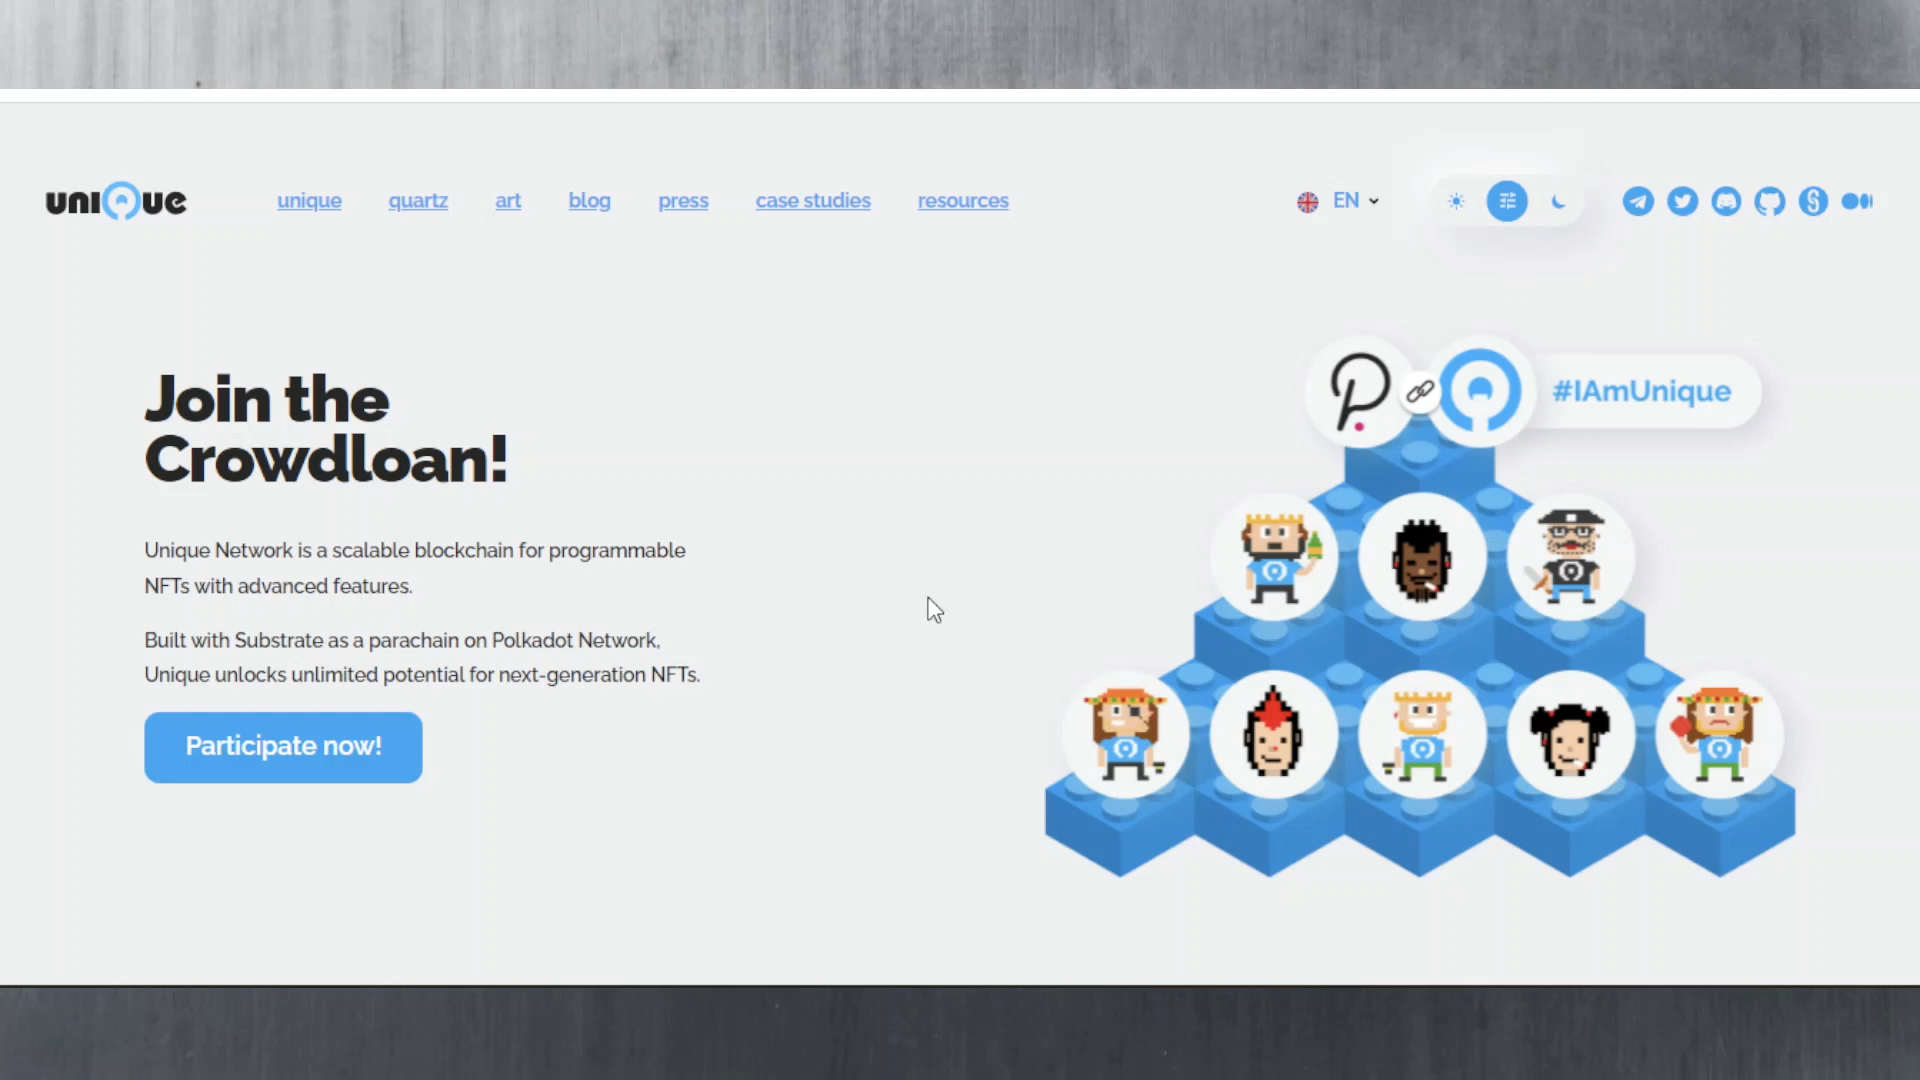 uniQue
unique quartz art blog press case studies resources
EN
#IAmUnique
Join the
Crowdloan!
Unique Network is a scalable blockchain for programmable
NFTs with advanced features.
Built with Substrate as a parachain on Polkadot Network,
Unique unlocks unlimited potential for next-generation NFTs.
Participate now!